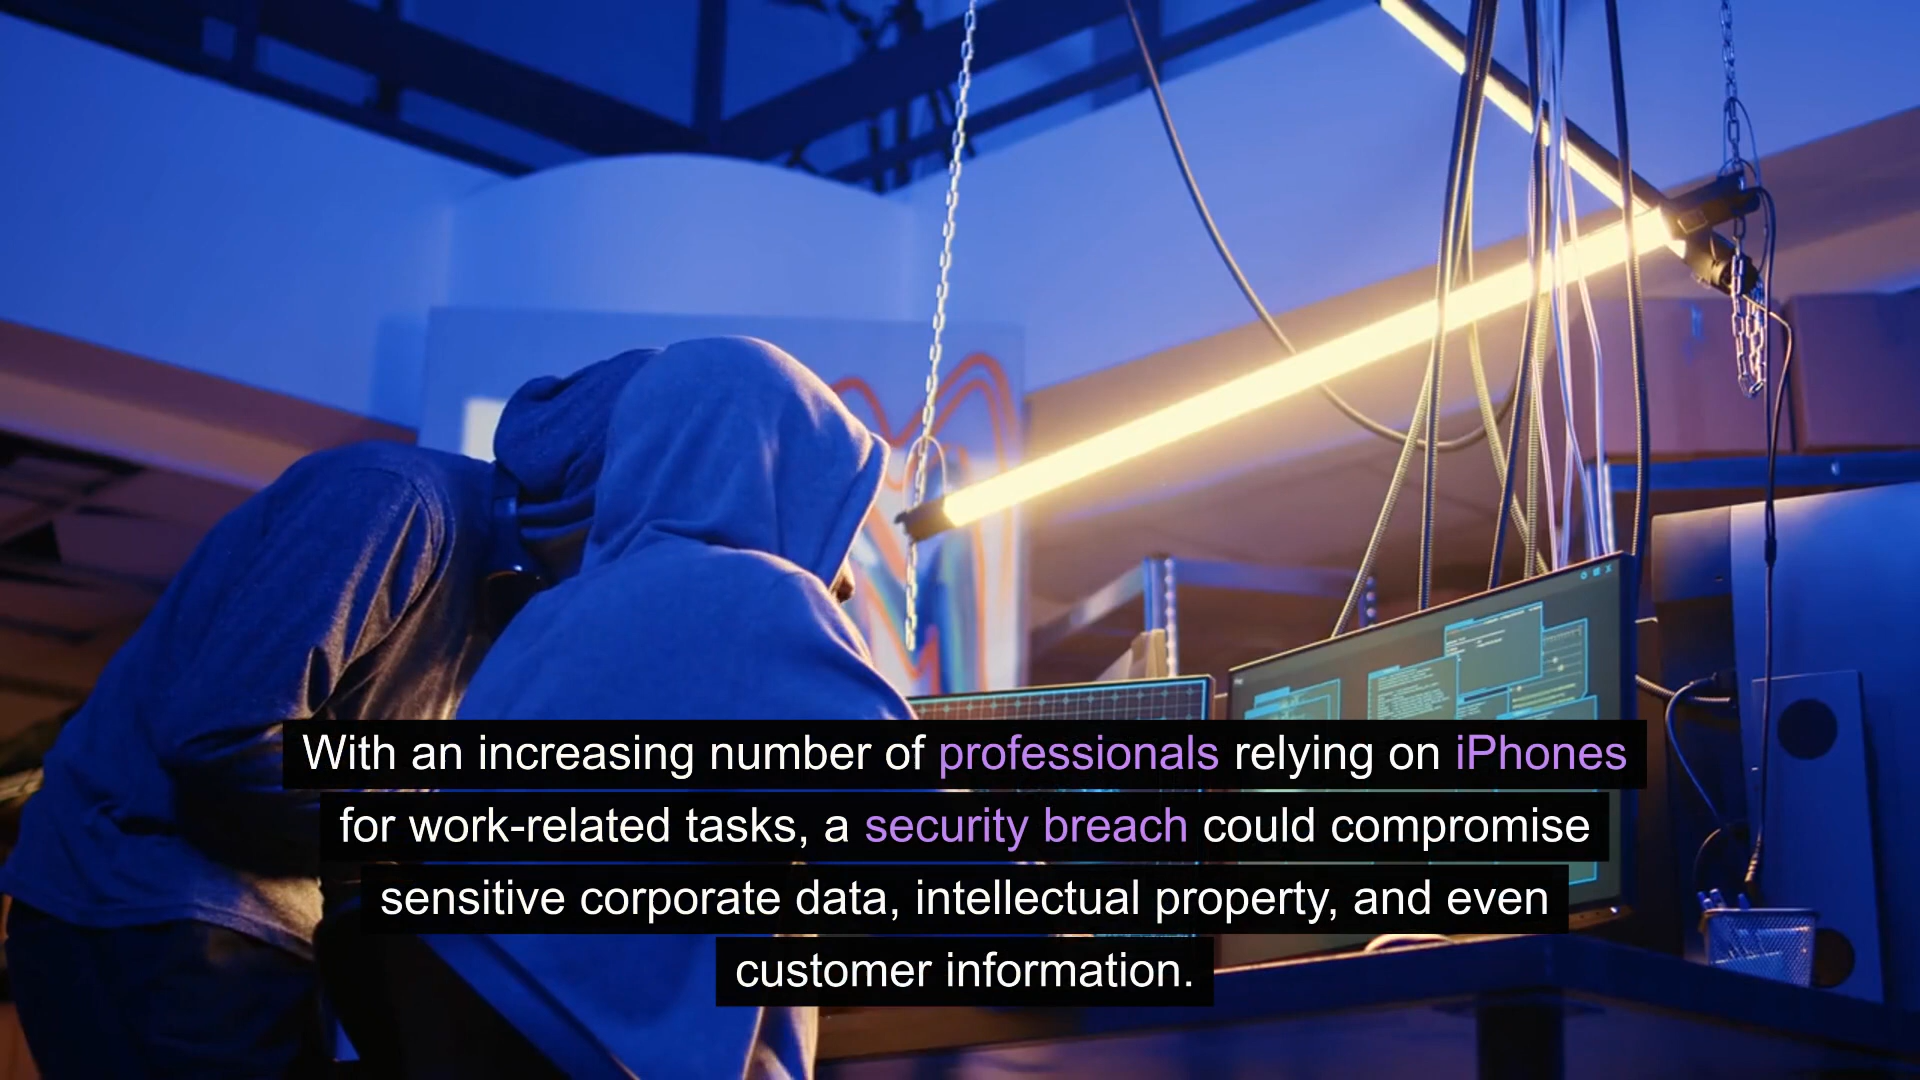 With an increasing number of professionals relying on iPhones
for work-related tasks, a security breach could compromise
sensitive corporate data, intellectual property, and even
customer information.